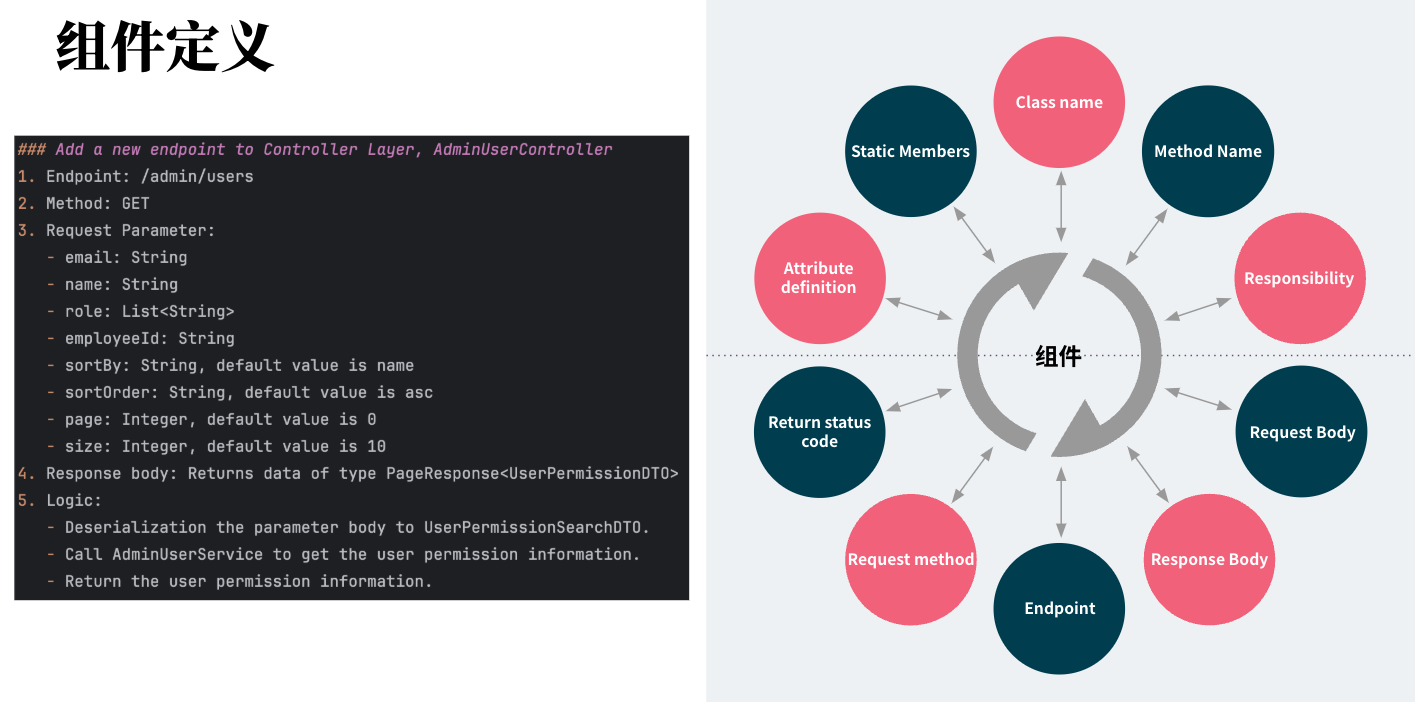 组件定义
### Add a new endpoint to Controller Layer, AdminUserController
1. Endpoint: /admin/users
2. Method: GET
3. Request Parameter:
- email: String
- name: String
- role: List<String>
- employeeId: String
- sortBy: String, default value is name
- sortOrder: String, default value is asc
- page: Integer, default value is 0
- size: Integer, default value is 10
4. Response body: Returns data of type PageResponse<UserPermissionDTO>
5. Logic:
- Deserialization the parameter body to UserPermissionSearchDTO.
- Call AdminUserService to get the user permission information.
- Return the user permission information.
Class name
Static Members
Method Name
Attribute
definition
Responsibility
组件
Return status
code
Request Body
Request method
Response Body
Endpoint